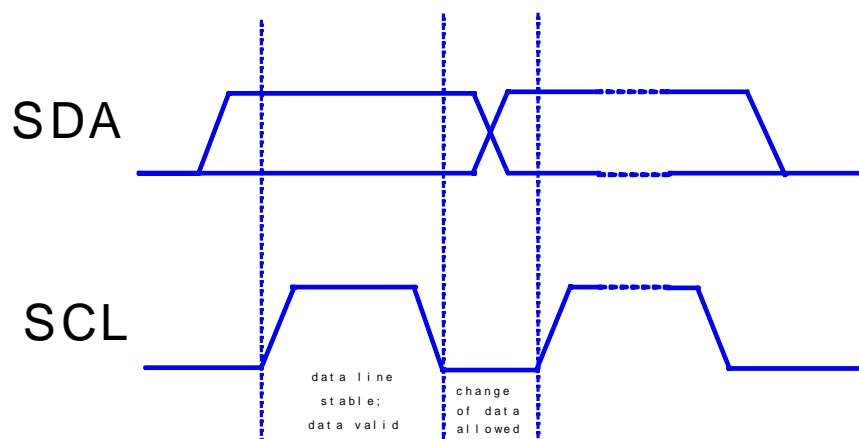 SDA
SCL
data line
stable;
data valid
change
of data
allowed